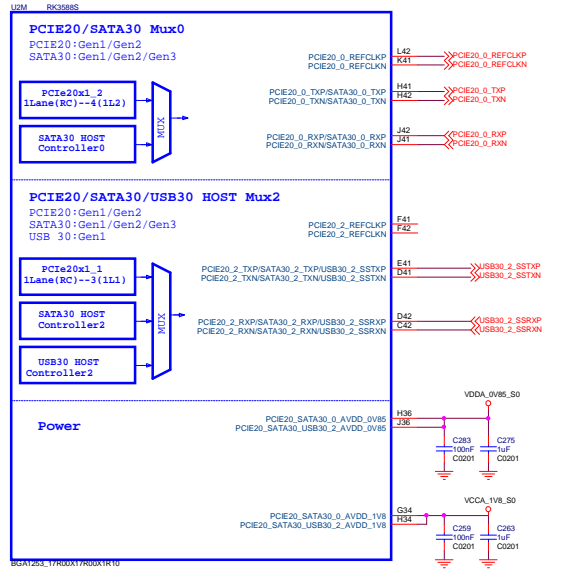 U2M RK3588S
PCIE20/SATA30 Mux0
PCIE20:Gen1/Gen2
SATA30:Gen1/Gen2/Gen3
PCIE20_0_REFCLKP L42 PCIE20_0_REFCLKP
PCIE20_0_REFCLKN K41 PCIE20_0_REFCLKN
PCIe20x1_2
1Lane(RC)--4(1L2)
MUX
PCIE20_0_TXP/SATA30_0_TXP H41 PCIE20_0_TXP
PCIE20_0_TXN/SATA30_0_TXN H42 PCIE20_0_TXN
SATA30 HOST
Controller0
PCIE20_0_RXP/SATA30_0_RXP J42 PCIE20_0_RXP
PCIE20_0_RXN/SATA30_0_RXN J41 PCIE20_0_RXN
PCIE20/SATA30/USB30 HOST Mux2
PCIE20:Gen1/Gen2
SATA30:Gen1/Gen2/Gen3
USB 30:Gen1
PCIE20_2_REFCLKP F41
PCIE20_2_REFCLKN F42
PCIe20x1_1
1Lane(RC)--3(1L1)
PCIE20_2_TXP/SATA30_2_TXP/USB30_2_SSTXP E41 USB30_2_SSTXP
PCIE20_2_TXN/SATA30_2_TXN/USB30_2_SSTXN D41 USB30_2_SSTXN
SATA30 HOST
Controller2
MUX
PCIE20_2_RXP/SATA30_2_RXP/USB30_2_SSRXP D42 USB30_2_SSRXP
PCIE20_2_RXN/SATA30_2_RXN/USB30_2_SSRXN C42 USB30_2_SSRXN
USB30 HOST
Controller2
VDDA_0V85_S0
Power
PCIE20_SATA30_0_AVDD_0V85 H36
PCIE20_SATA30_USB30_2_AVDD_0V85 J36
C283 C275
100nF 1uF
C0201 C0201
VCCA_1V8_S0
PCIE20_SATA30_0_AVDD_1V8 G34
PCIE20_SATA30_USB30_2_AVDD_1V8 H34
C259 C263
100nF 1uF
C0201 C0201
BGA1253_17R00X17R00X1R10